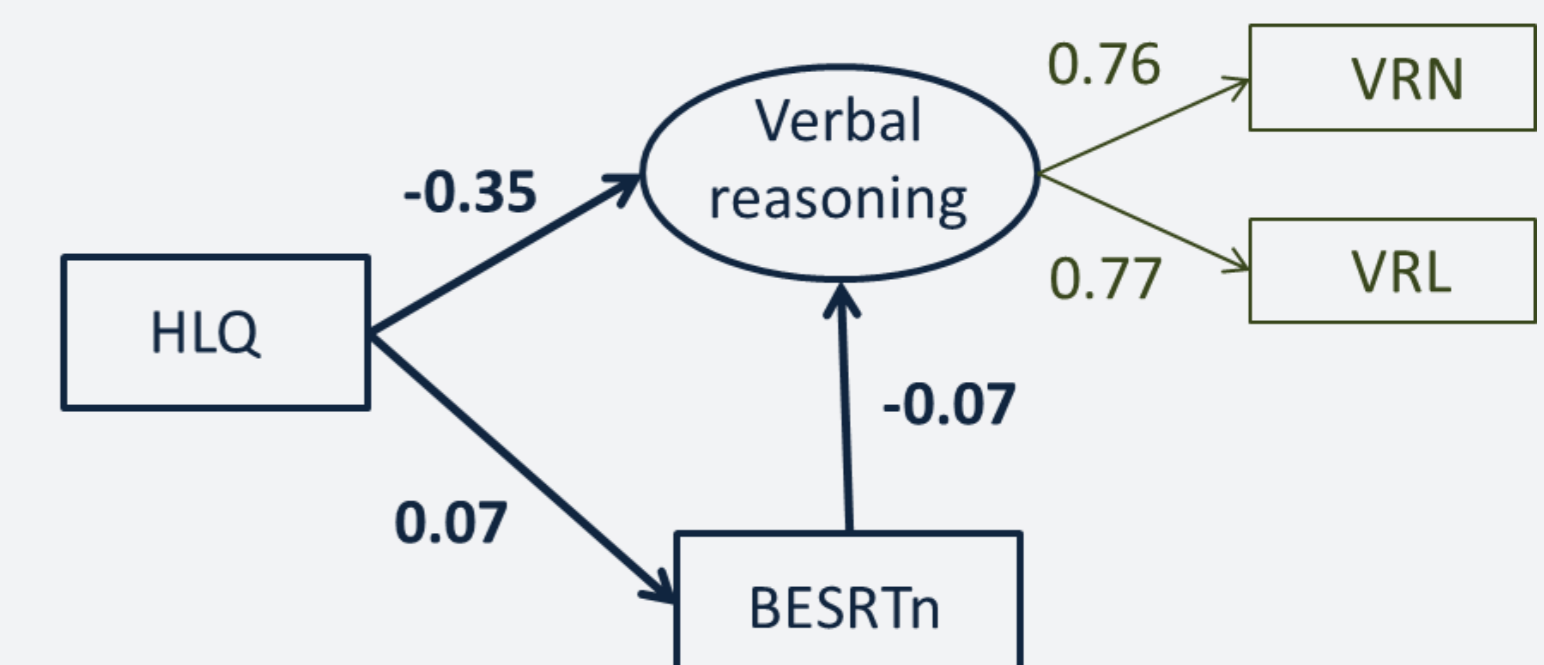 0.76
VRN
Verbal
reasoning
-0.35
0.77
VRL
HLQ
-0.07
0.07
BESRTn